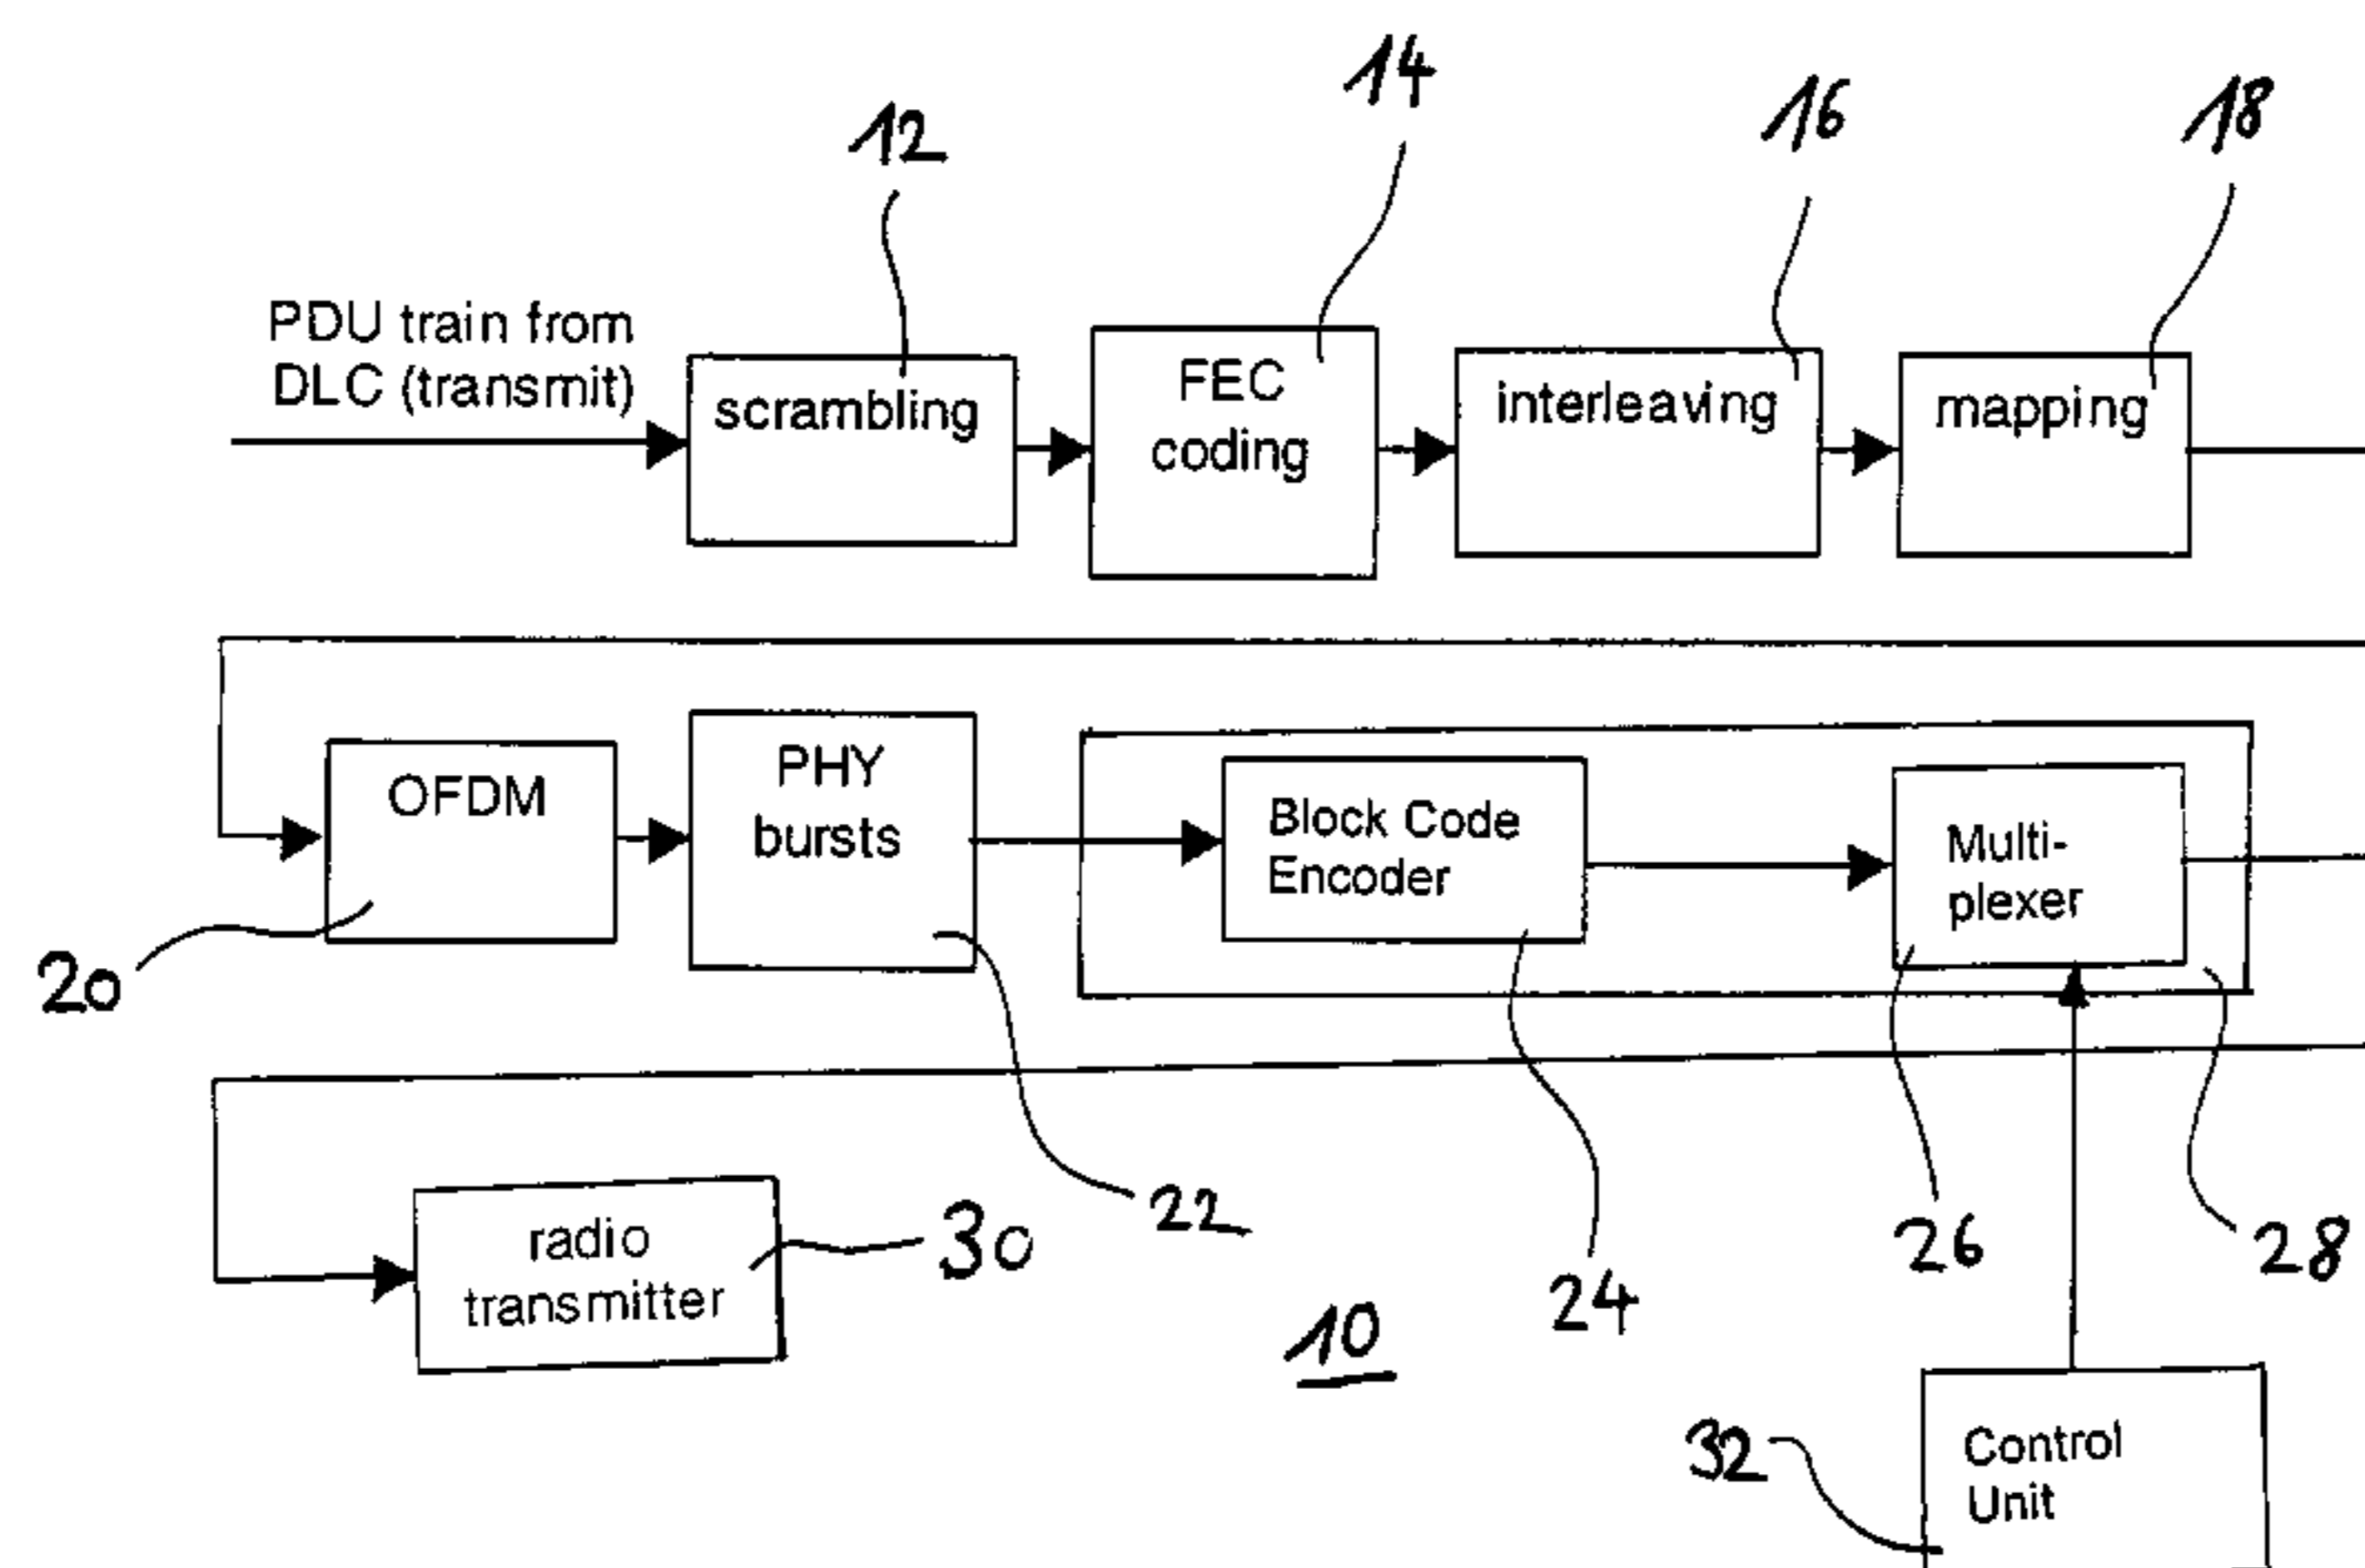 14
16
18
12
PDU train from
DLC (transmit)
scrambling
FEC
coding
interleaving
mapping
OFDM
PHY
bursts
Block Code
Encoder
Multi-
plexer
20
22
24
26
28
radio
transmitter
30
10
32
Control
Unit